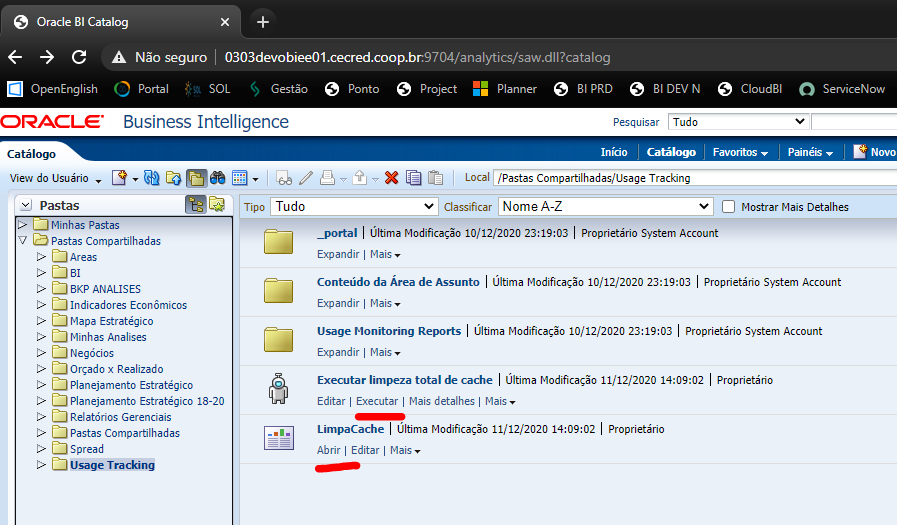 Oracle BI Catalog
Não seguro 0303devobiee01.cecred.coop.br:9704/analytics/saw.dll?catalog
OpenEnglish Portal SOL Gestão Ponto Project Planner BI PRD BI DEV N CloudBI ServiceNow
ORACLE Business Intelligence Pesquisar Tudo
Catálogo Início Catálogo Favoritos Painéis Novo
View do Usuário Local /Pastas Compartilhadas/Usage Tracking
Pastas Tipo Tudo Classificar Nome A-Z Mostrar Mais Detalhes
Minhas Pastas
Pastas Compartilhadas
Areas
BI
BKP ANALISES
Indicadores Econômicos
Mapa Estratégico
Minhas Analises
Negócios
Orçado x Realizado
Planejamento Estratégico
Planejamento Estratégico 18-20
Relatórios Gerenciais
Pastas Compartilhadas
Spread
Usage Tracking
_portal | Última Modificação 10/12/2020 23:19:03 | Proprietário System Account
Expandir | Mais
Conteúdo da Área de Assunto | Última Modificação 10/12/2020 23:19:03 | Proprietário System Account
Expandir | Mais
Usage Monitoring Reports | Última Modificação 10/12/2020 23:19:03 | Proprietário System Account
Expandir | Mais
Executar limpeza total de cache | Última Modificação 11/12/2020 14:09:02 | Proprietário
Editar | Executar | Mais detalhes | Mais
LimpaCache | Última Modificação 11/12/2020 14:09:02 | Proprietário
Abrir | Editar | Mais